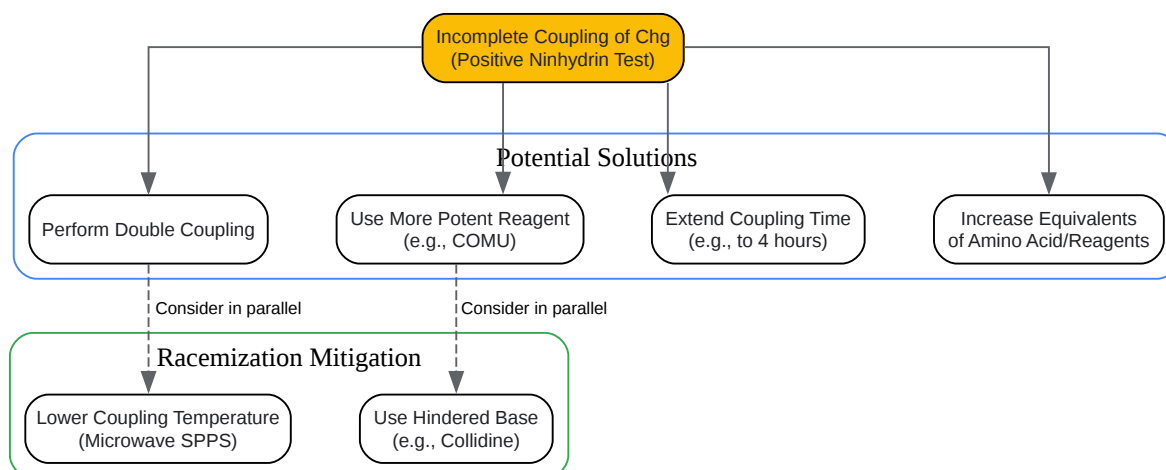 Incomplete Coupling of Chg
(Positive Ninhydrin Test)
Potential Solutions
Perform Double Coupling
Use More Potent Reagent
(e.g., COMU)
Extend Coupling Time
(e.g., to 4 hours)
Increase Equivalents
of Amino Acid/Reagents
Consider in parallel
Consider in parallel
Racemization Mitigation
Lower Coupling Temperature
(Microwave SPPS)
Use Hindered Base
(e.g., Collidine)